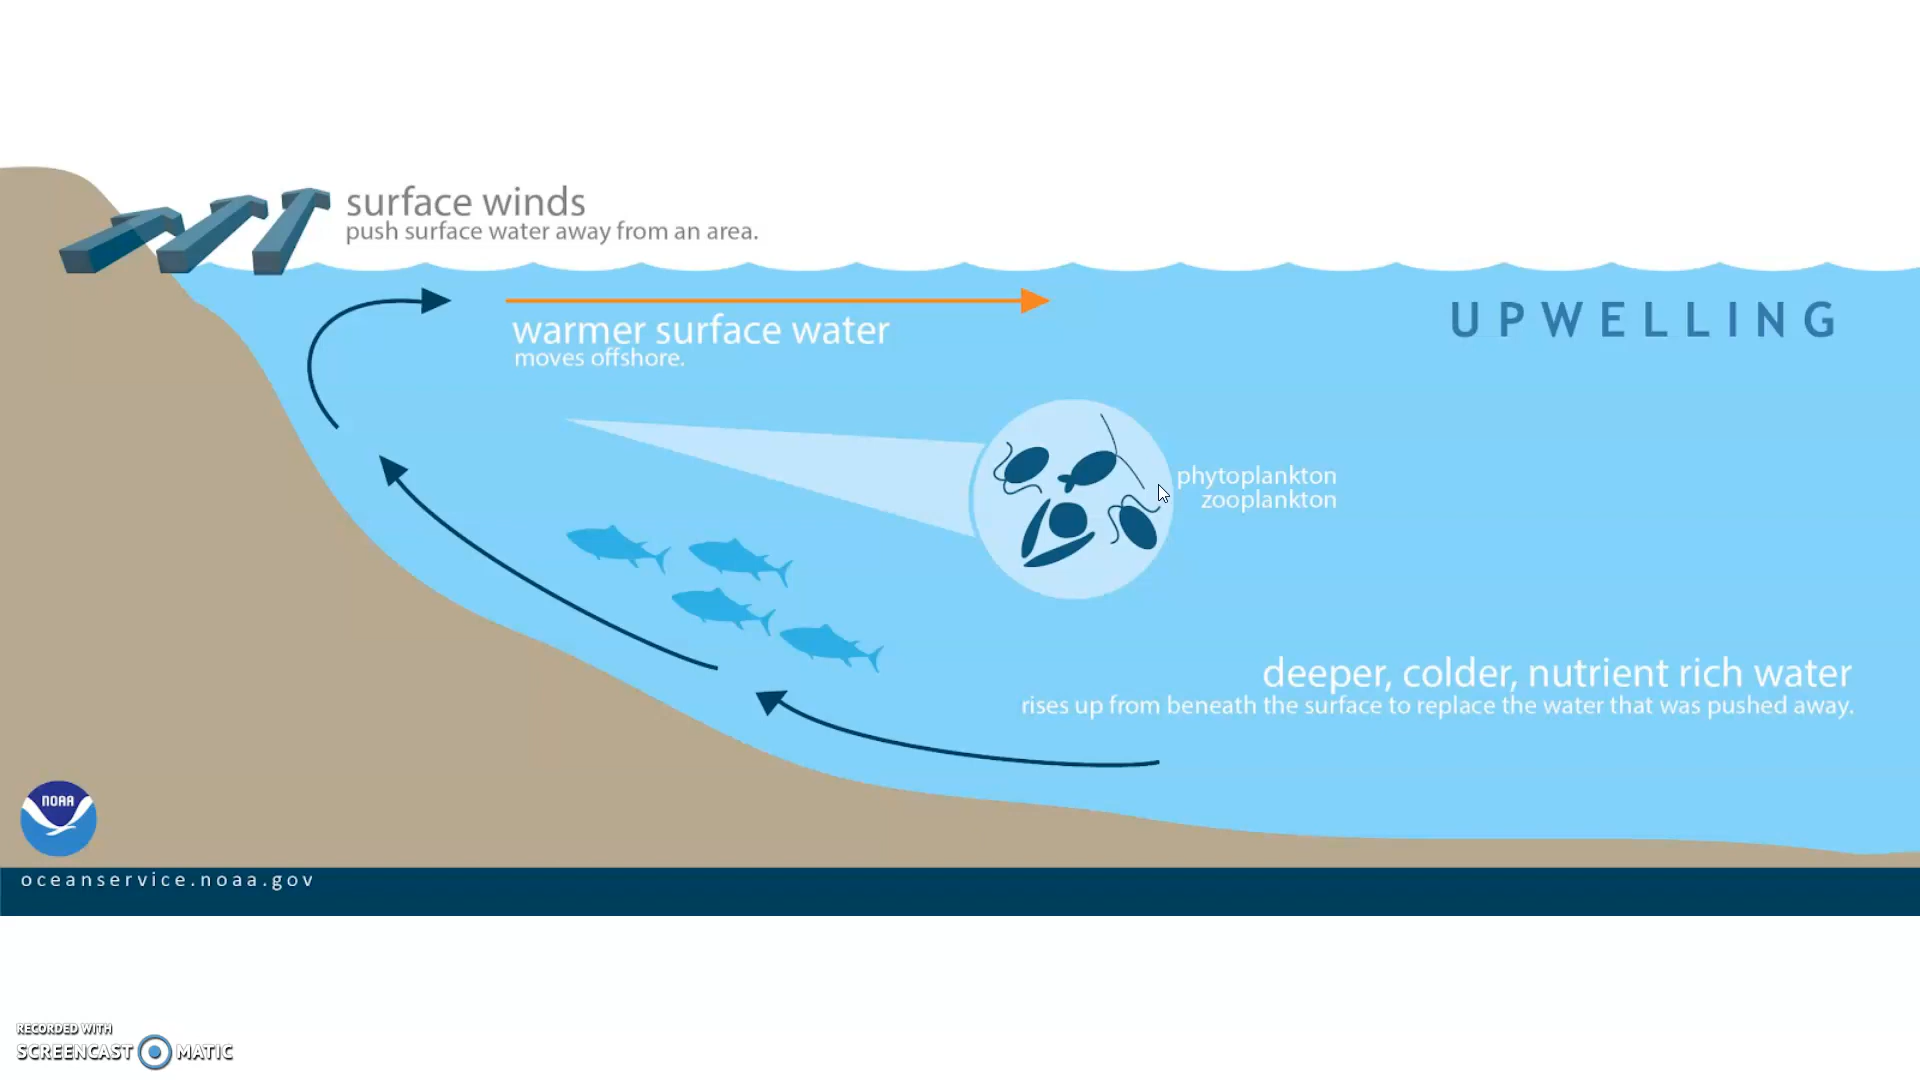 surface winds
push surface water away from an area.
warmer surface water
moves offshore.
UPWELLING
phytoplankton
zooplankton
deeper, colder, nutrient rich water
rises up from beneath the surface to replace the water that was pushed away.
NOAA
oceanservice.noaa.gov
RECORDED WITH
SCREENCAST MATIC